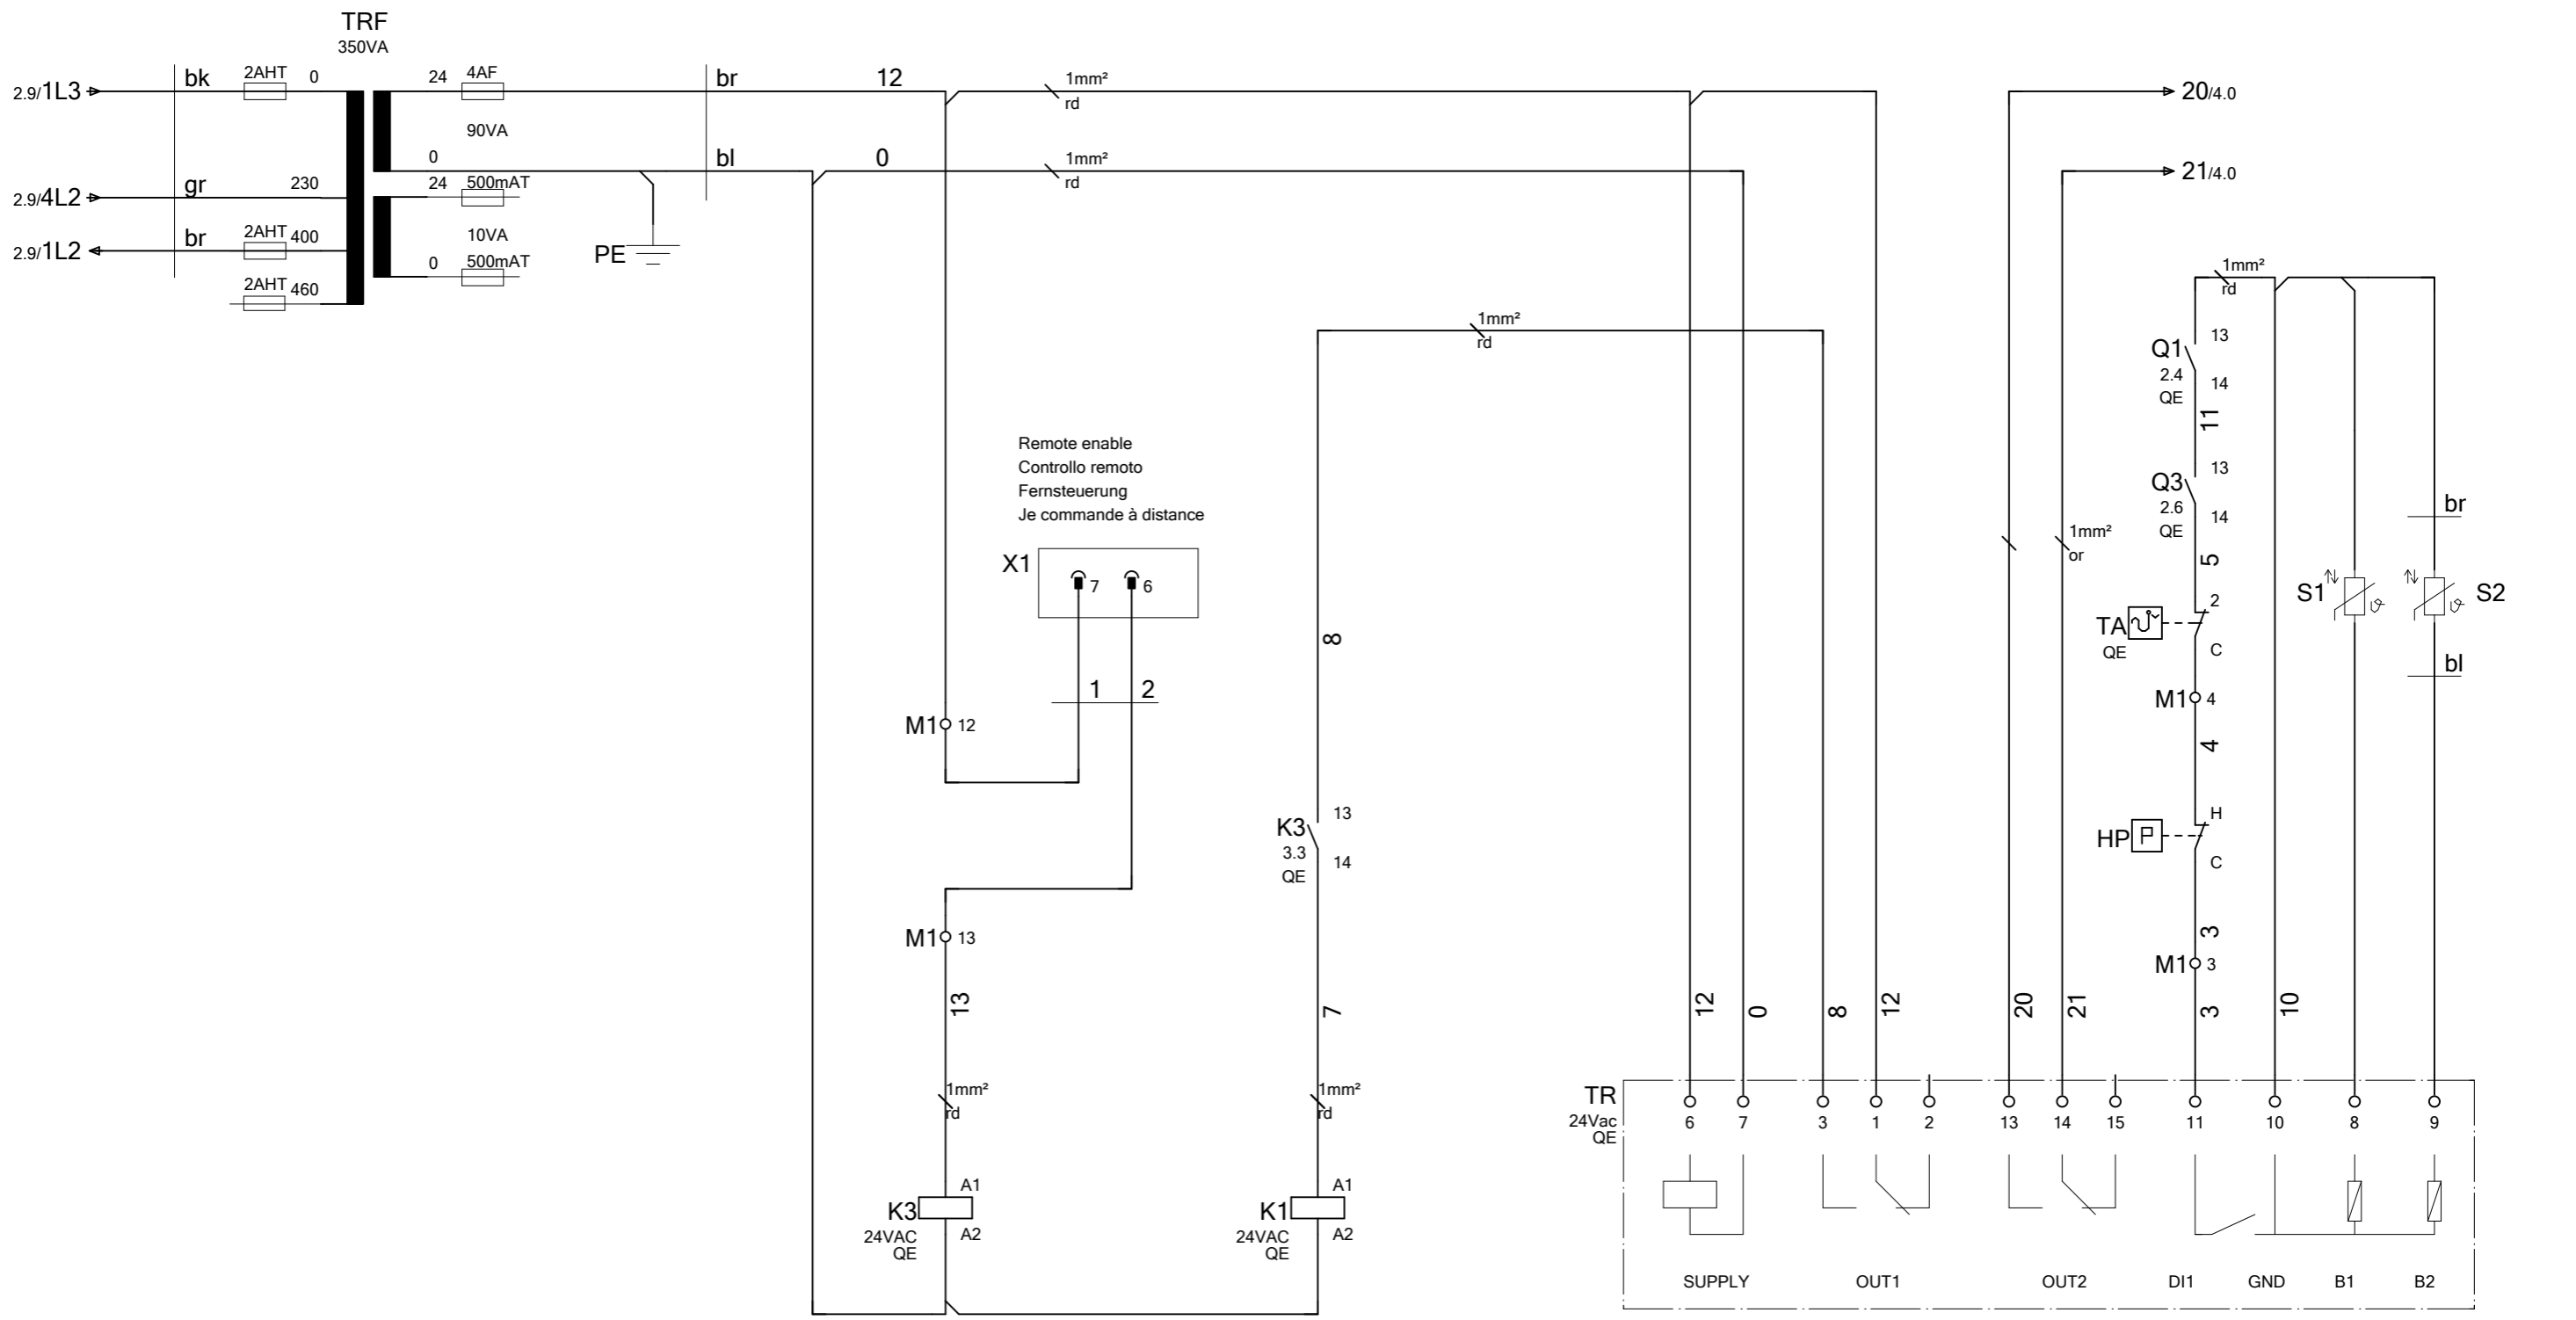 TRF
350VA
2.9/1L3
bk
2AHT
0
24
4AF
br
12
1mm²
rd
20/4.0
90VA
0
bl
0
1mm²
rd
21/4.0
2.9/4L2
gr
230
24
500mAT
2.9/1L2
br
2AHT
400
10VA
0
500mAT
PE
2AHT
460
1mm²
rd
1mm²
rd
Q1
2.4
QE
13
14
11
Q3
2.6
QE
13
14
5
br
Remote enable
Controllo remoto
Fernsteuerung
Je commande à distance
X1
7
6
1
2
8
1mm²
or
TA
QE
2
C
S1
S2
bl
M1
12
M1
4
4
K3
3.3
QE
13
14
HP
P
H
C
M1
13
13
7
3
M1
3
12
0
8
12
20
21
3
10
1mm²
rd
1mm²
rd
TR
24Vac
QE
6
7
3
1
2
13
14
15
11
10
8
9
K3
24VAC
QE
A1
A2
K1
24VAC
QE
A1
A2
SUPPLY
OUT1
OUT2
DI1
GND
B1
B2